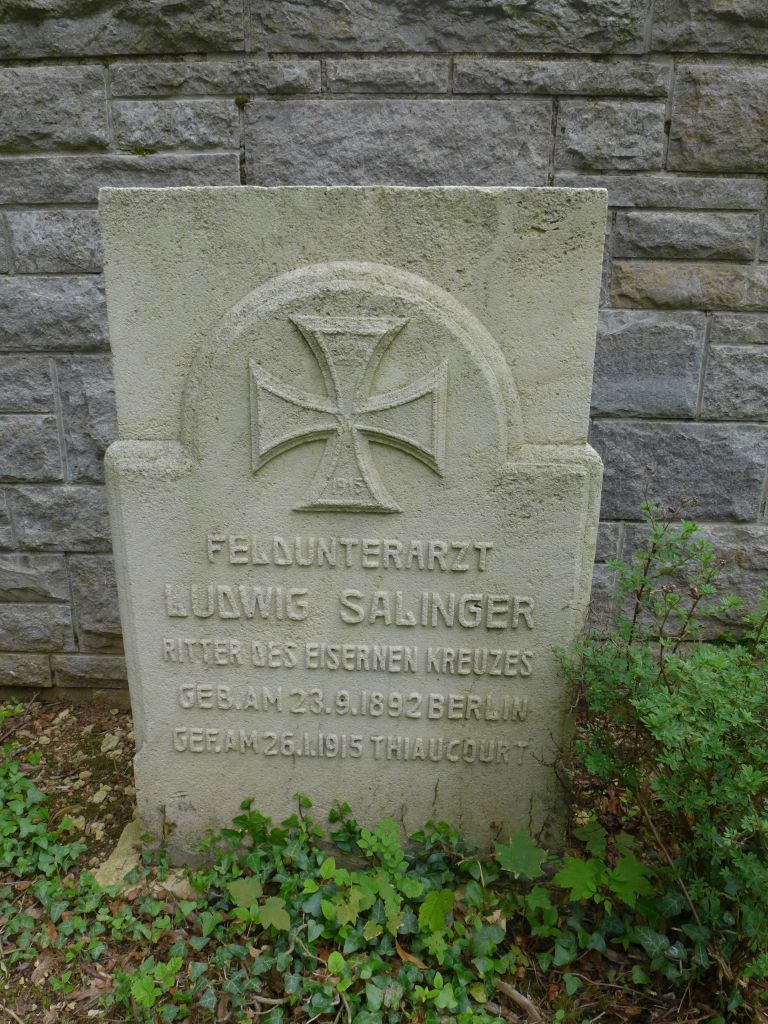 1915
FELDUNTERARZT
LUDWIG SALINGER
RITTER DES EISERNEN KREUZES
GEB. AM 23.9.1892 BERLIN
GEF. AM 26.1.1915 THIAUCOURT